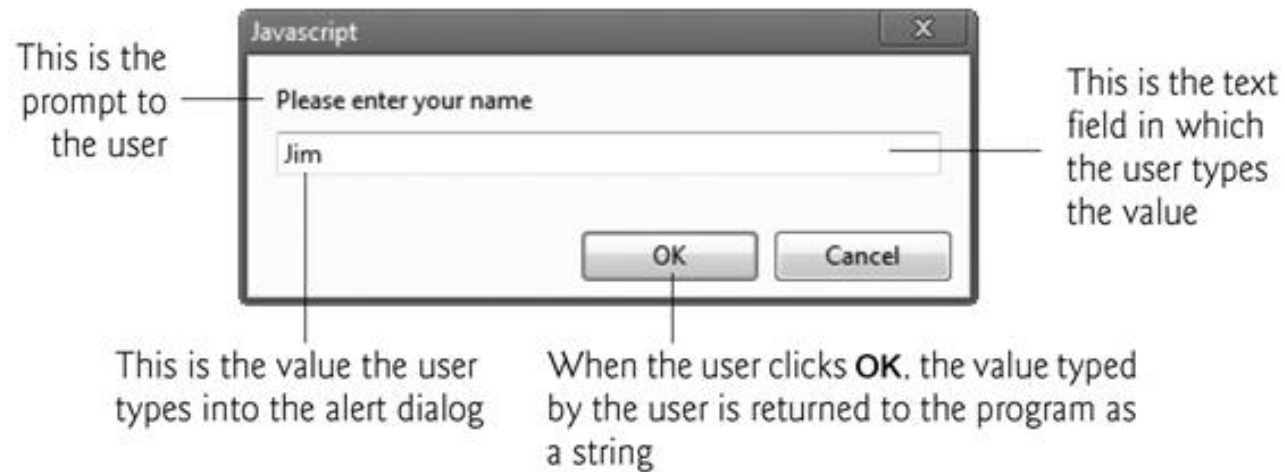 Javascript
X
This is the
prompt to
the user
Please enter your name
Jim
This is the text
field in which
the user types
the value
OK
Cancel
This is the value the user
types into the alert dialog
When the user clicks OK, the value typed
by the user is returned to the program as
a string